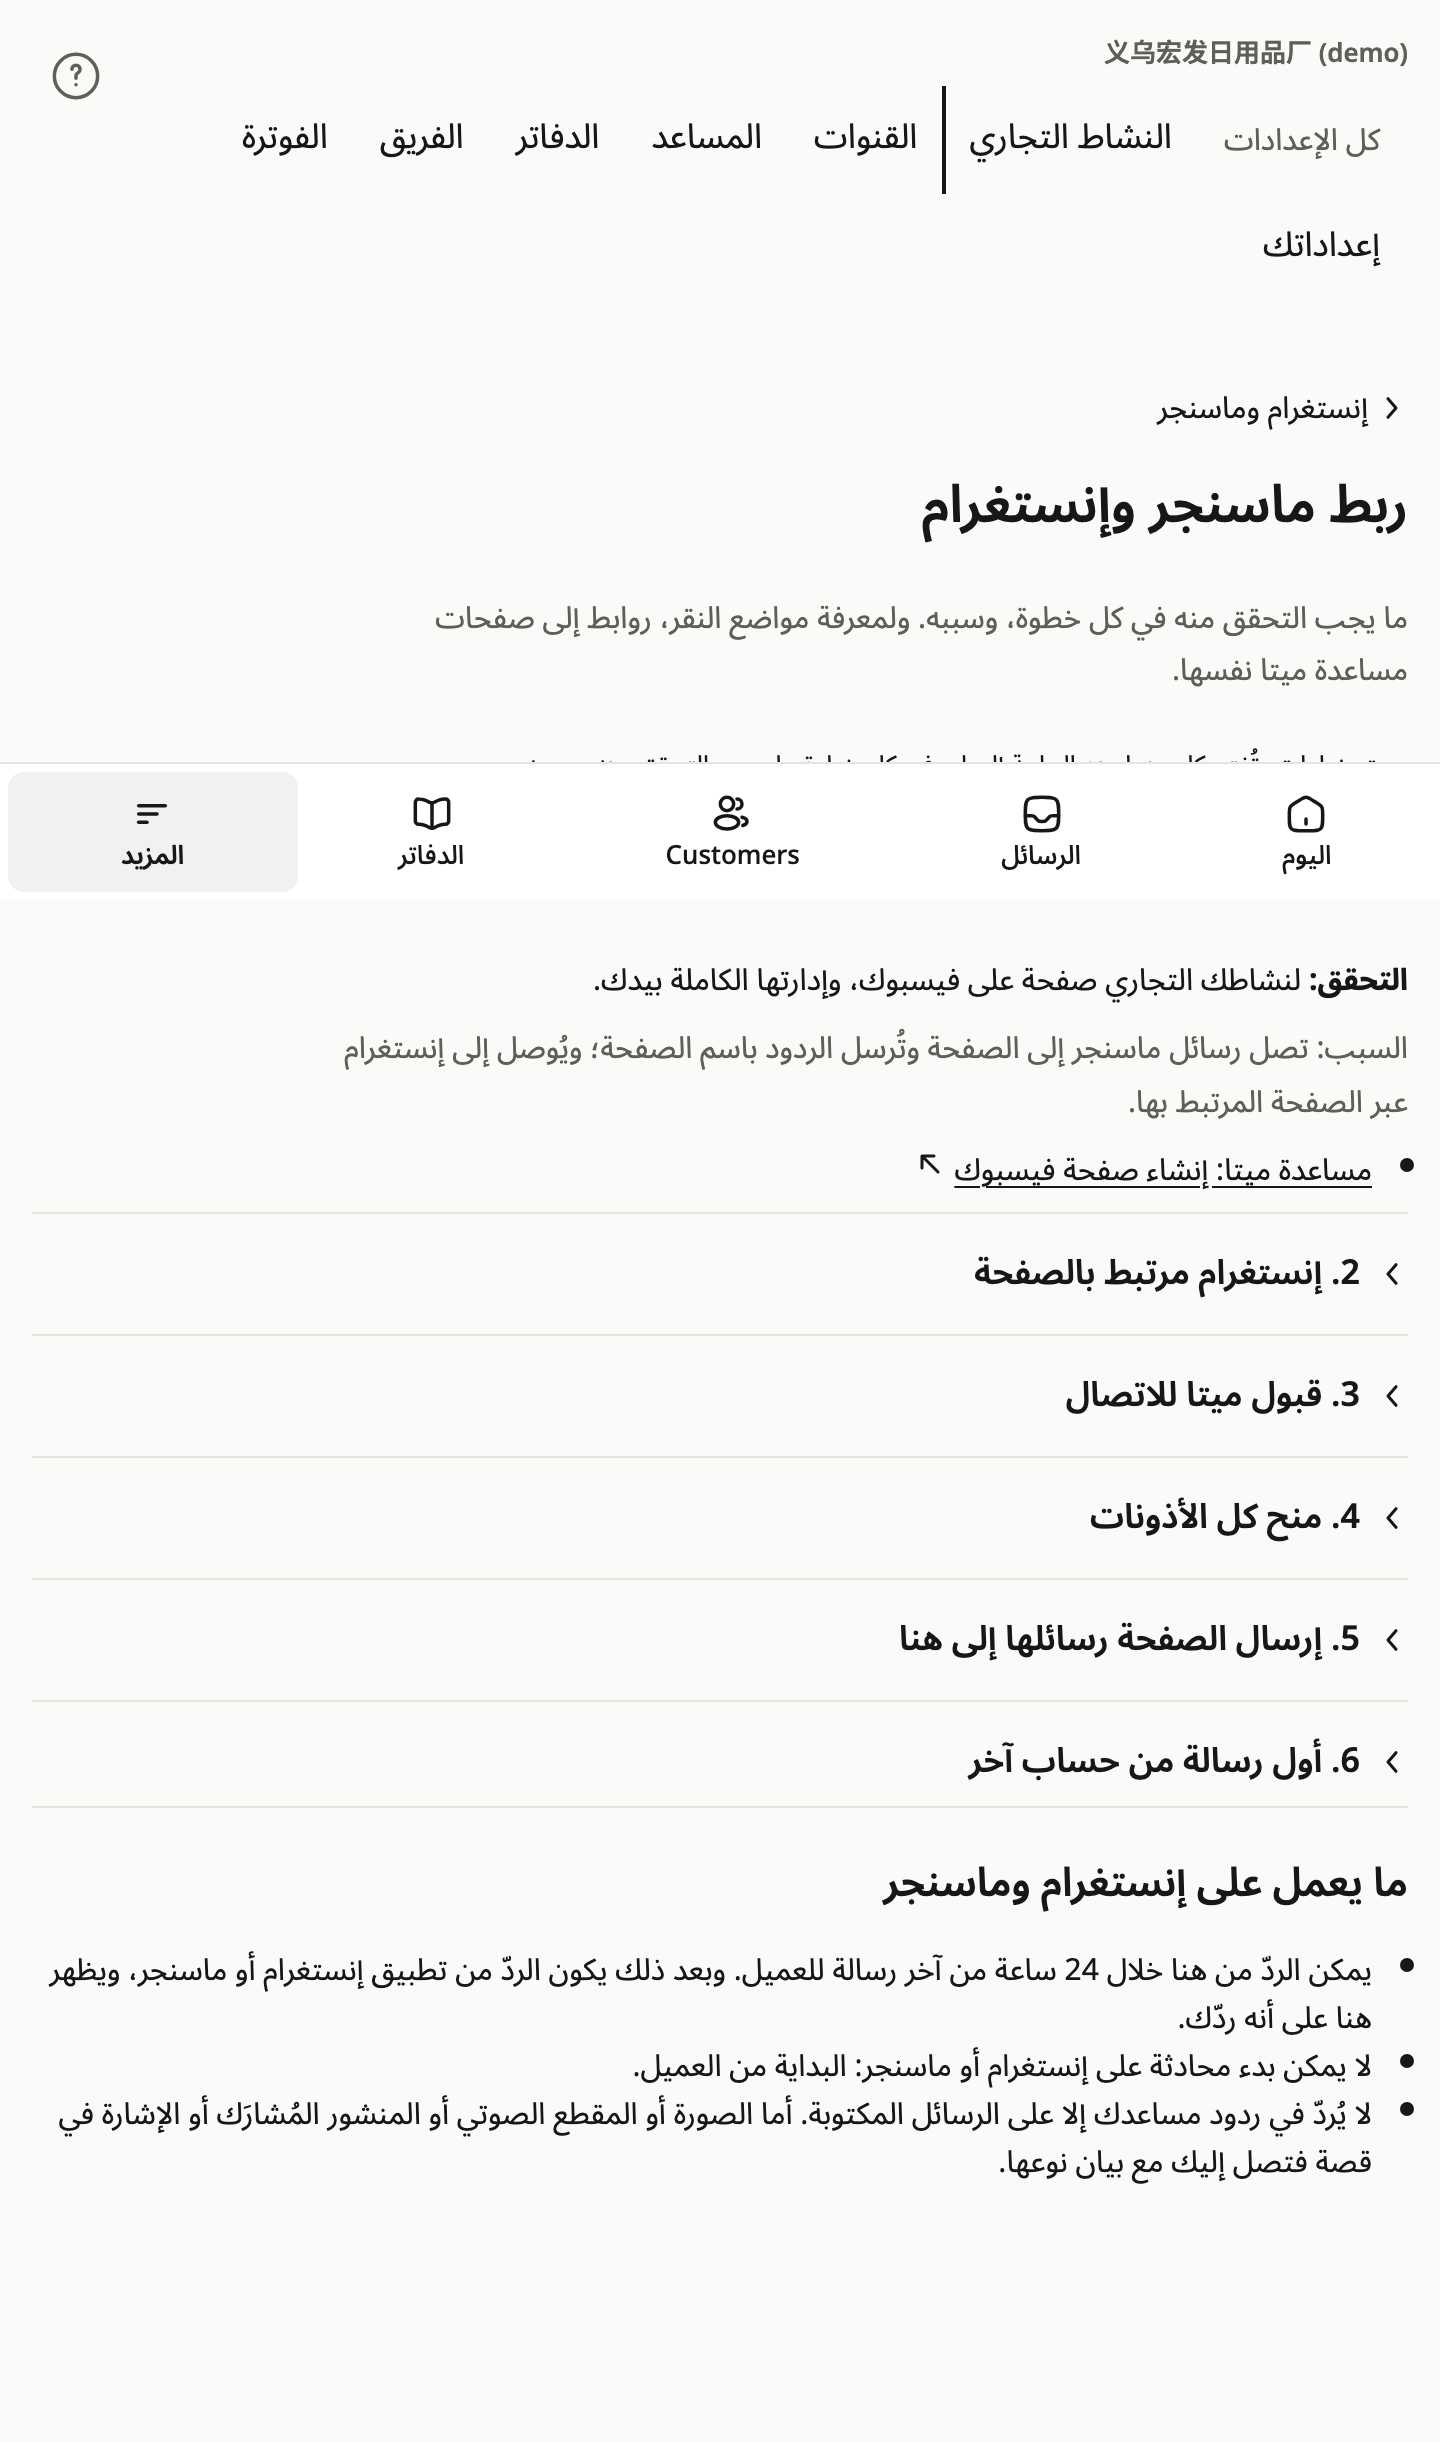 义乌宏发日用品厂 (demo)
كل الإعدادات النشاط التجاري القنوات المساعد الدفاتر الفريق الفوترة
إعداداتك
إنستغرام وماسنجر
ربط ماسنجر وإنستغرام
ما يجب التحقق منه في كل خطوة، وسببه. ولمعرفة مواضع النقر، روابط إلى صفحات
مساعدة ميتا نفسها.
اليوم الرسائل Customers الدفاتر المزيد
التحقق: لنشاطك التجاري صفحة على فيسبوك، وإدارتها الكاملة بيدك.
السبب: تصل رسائل ماسنجر إلى الصفحة وتُرسل الردود باسم الصفحة؛ ويُوصل إلى إنستغرام
عبر الصفحة المرتبط بها.
مساعدة ميتا: إنشاء صفحة فيسبوك
2. إنستغرام مرتبط بالصفحة
3. قبول ميتا للاتصال
4. منح كل الأذونات
5. إرسال الصفحة رسائلها إلى هنا
6. أول رسالة من حساب آخر
ما يعمل على إنستغرام وماسنجر
يمكن الردّ من هنا خلال 24 ساعة من آخر رسالة للعميل. وبعد ذلك يكون الردّ من تطبيق إنستغرام أو ماسنجر، ويظهر
هنا على أنه ردّك.
لا يمكن بدء محادثة على إنستغرام أو ماسنجر: البداية من العميل.
لا يُردّ في ردود مساعدك إلا على الرسائل المكتوبة. أما الصورة أو المقطع الصوتي أو المنشور المُشارَك أو الإشارة في
قصة فتصل إليك مع بيان نوعها.